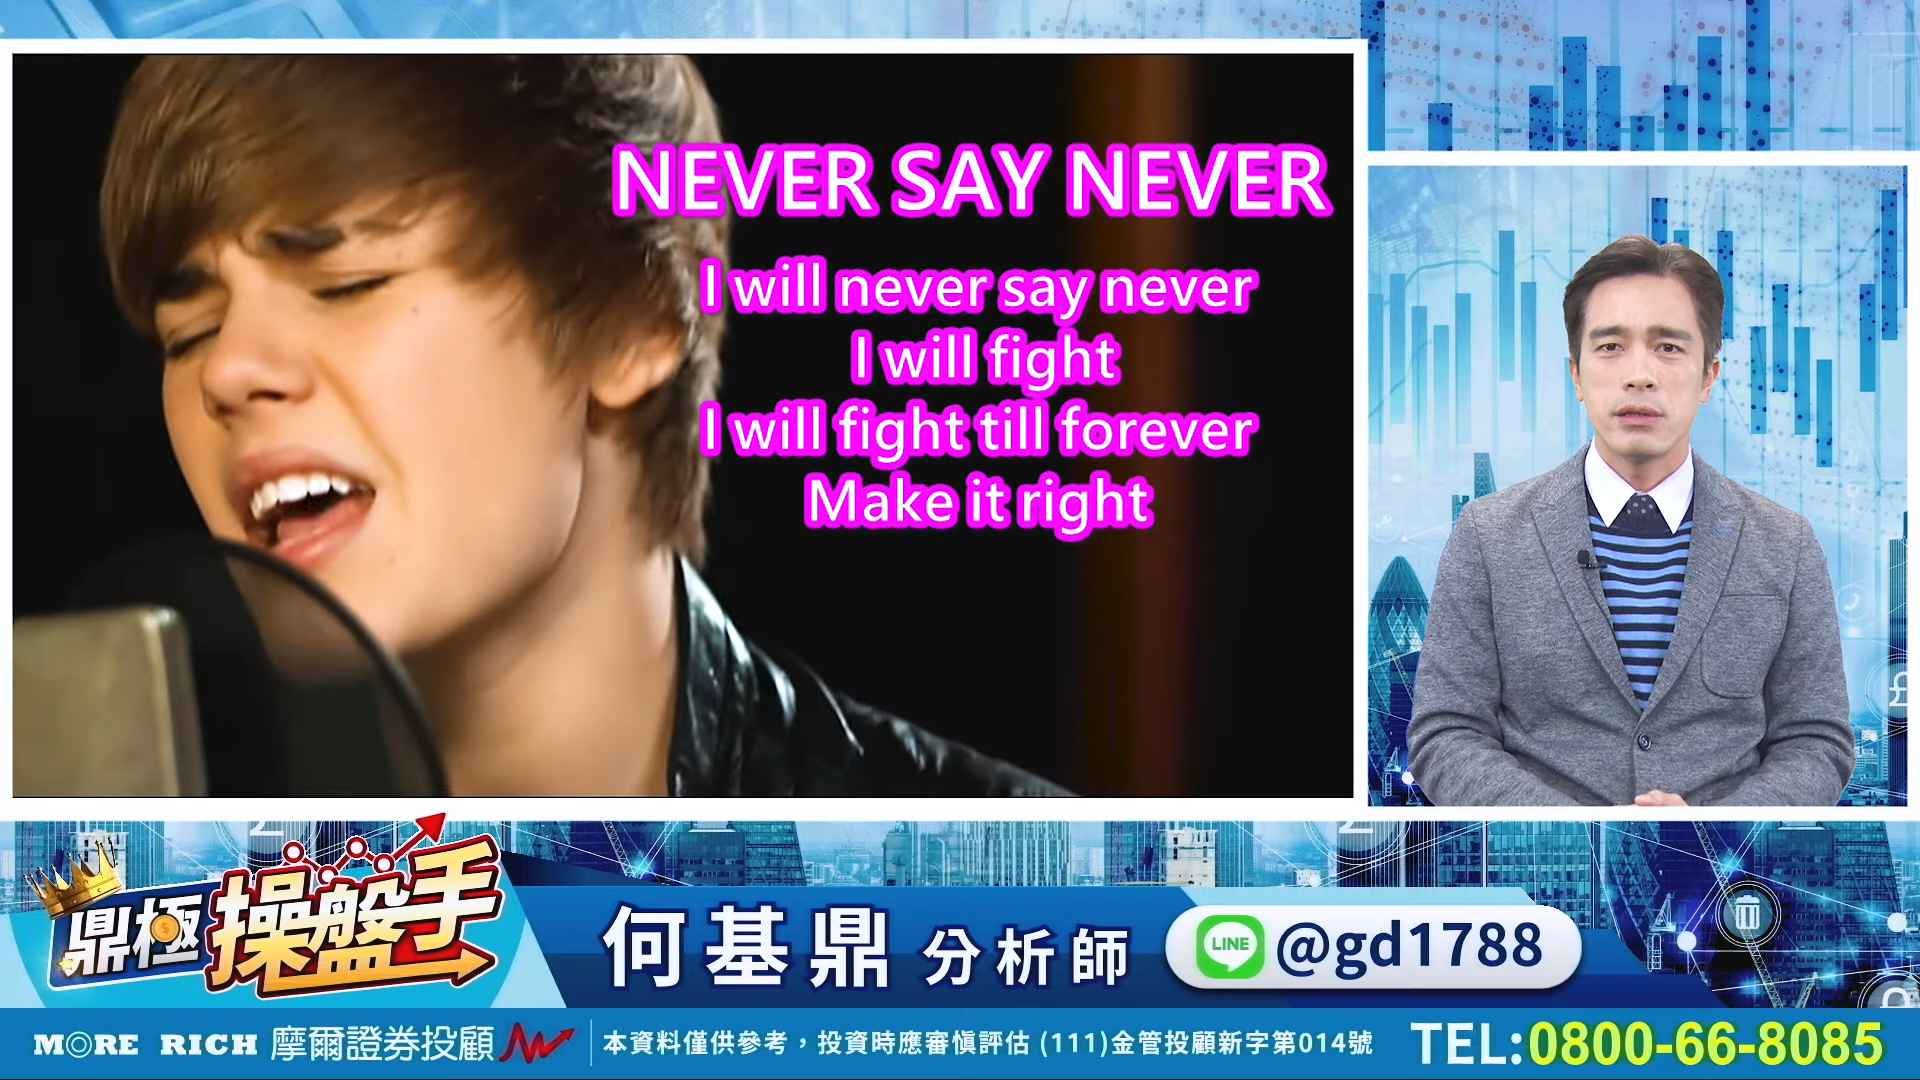 NEVER SAY NEVER
I will never say never
I will fight
I will fight till forever
Make it right
鼎極操盤手
何基鼎 分析師
LINE @gd1788
MORE RICH 摩爾證券投顧
本資料僅供參考，投資時應審慎評估 (111)金管投顧新字第014號
TEL:0800-66-8085